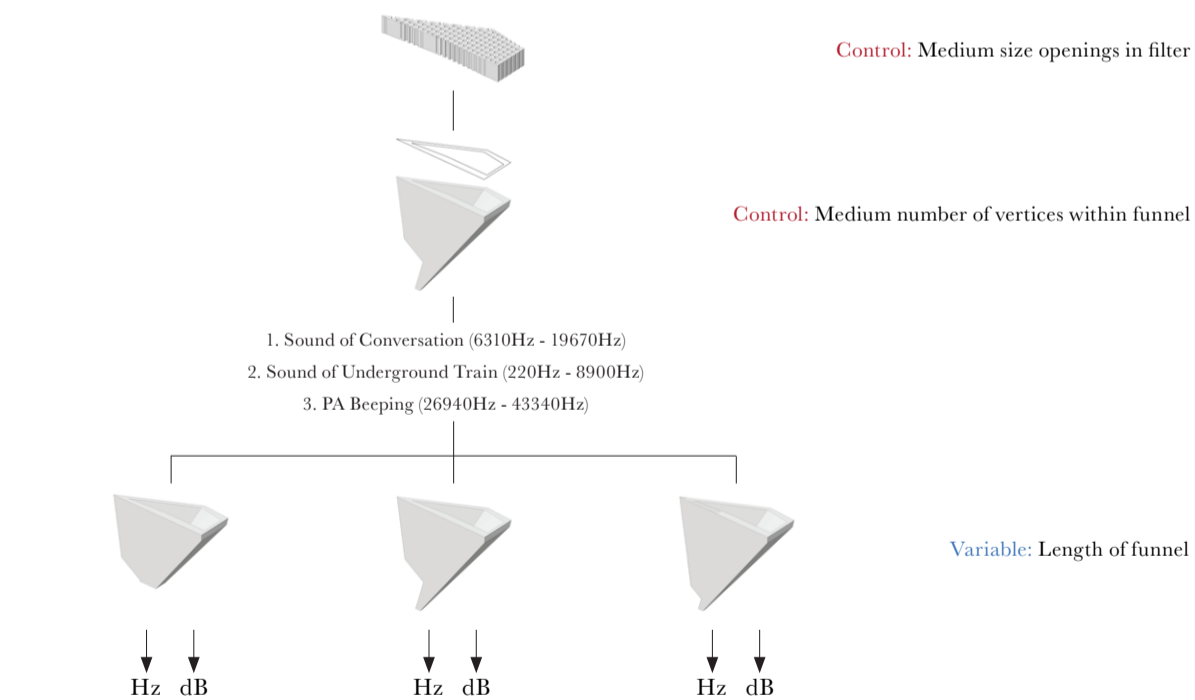 Control: Medium size openings in filter
Control: Medium number of vertices within funnel
1. Sound of Conversation (6310Hz - 19670Hz)
2. Sound of Underground Train (220Hz - 8900Hz)
3. PA Beeping (26940Hz - 43340Hz)
Variable: Length of funnel
Hz dB Hz dB Hz dB